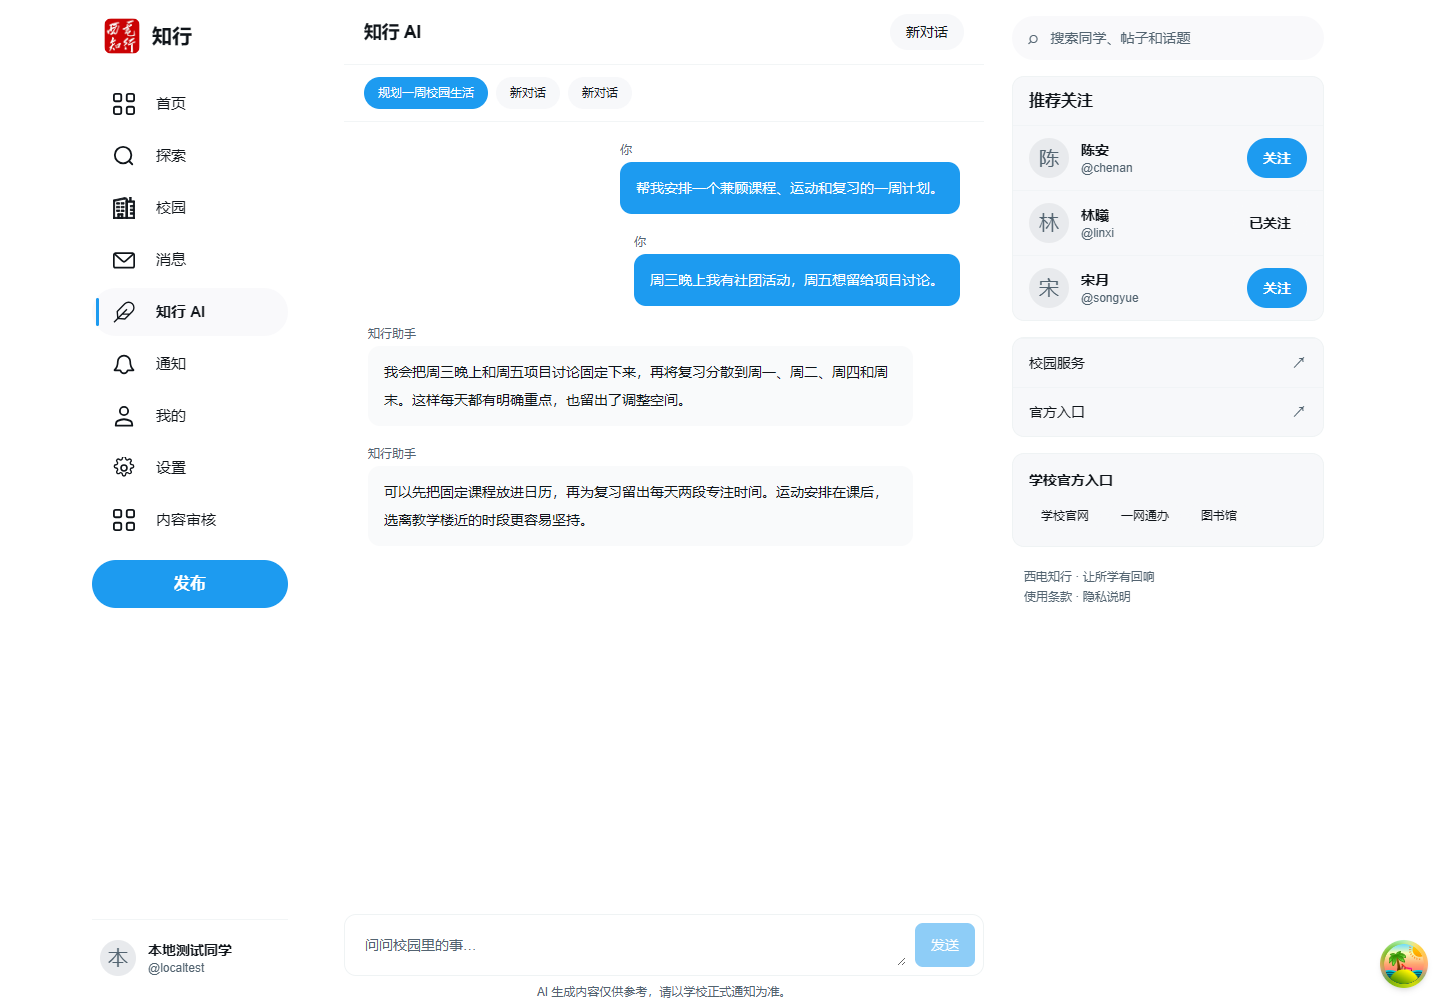 西电知行
知行
首页
探索
校园
消息
知行 AI
通知
我的
设置
内容审核
发布
本
本地测试同学
@localtest
知行 AI
新对话
规划一周校园生活
新对话
新对话
你
帮我安排一个兼顾课程、运动和复习的一周计划。
你
周三晚上我有社团活动，周五想留给项目讨论。
知行助手
我会把周三晚上和周五项目讨论固定下来，再将复习分散到周一、周二、周四和周
末。这样每天都有明确重点，也留出了调整空间。
知行助手
可以先把固定课程放进日历，再为复习留出每天两段专注时间。运动安排在课后，
选离教学楼近的时段更容易坚持。
问问校园里的事...
发送
AI 生成内容仅供参考，请以学校正式通知为准。
搜索同学、帖子和话题
推荐关注
陈
陈安
@chenan
关注
林
林曦
@linxi
已关注
宋
宋月
@songyue
关注
校园服务
官方入口
学校官方入口
学校官网
一网通办
图书馆
西电知行 · 让所学有回响
使用条款 · 隐私说明